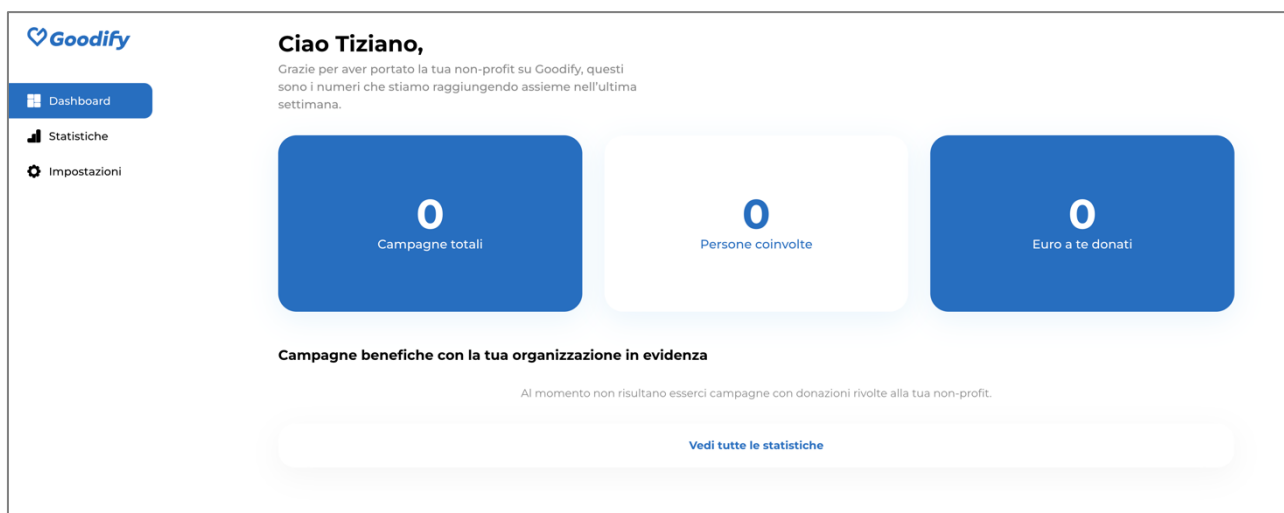 Goodify
Dashboard
Statistiche
Impostazioni
Ciao Tiziano,
Grazie per aver portato la tua non-profit su Goodify, questi
sono i numeri che stiamo raggiungendo assieme nell'ultima
settimana.
0
Campagne totali
0
Persone coinvolte
0
Euro a te donati
Campagne benefiche con la tua organizzazione in evidenza
Al momento non risultano esserci campagne con donazioni rivolte alla tua non-profit.
Vedi tutte le statistiche